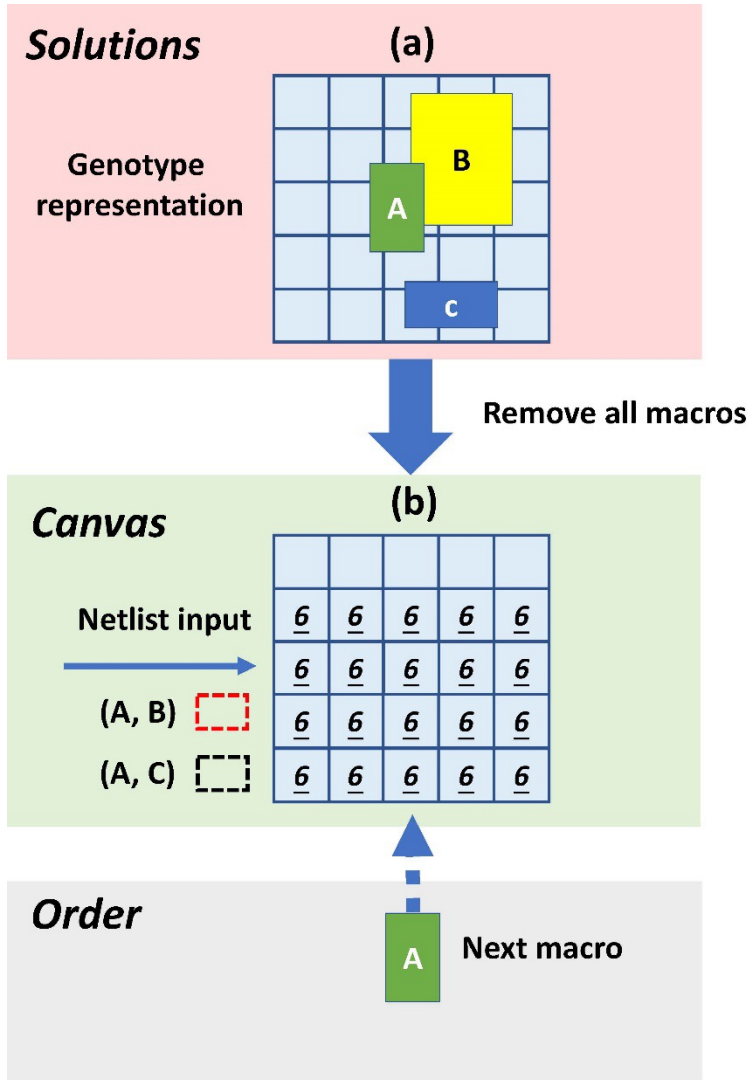 Solutions
(a)
Genotype
representation
B
A
c
Remove all macros
Canvas
(b)
Netlist input
6 6 6 6 6
6 6 6 6 6
(A, B)
6 6 6 6 6
(A, C)
6 6 6 6 6
Order
A
Next macro